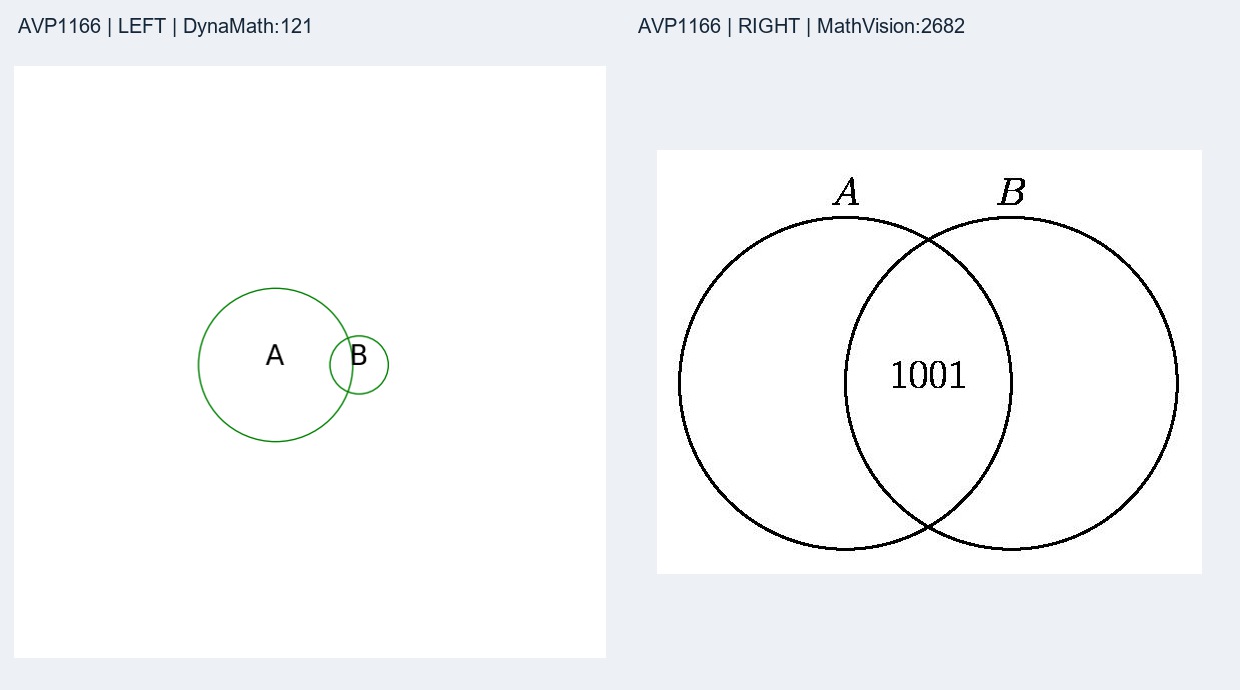 AVP1166 | LEFT | DynaMath:121
AVP1166 | RIGHT | MathVision:2682
A
B
A
B
1001